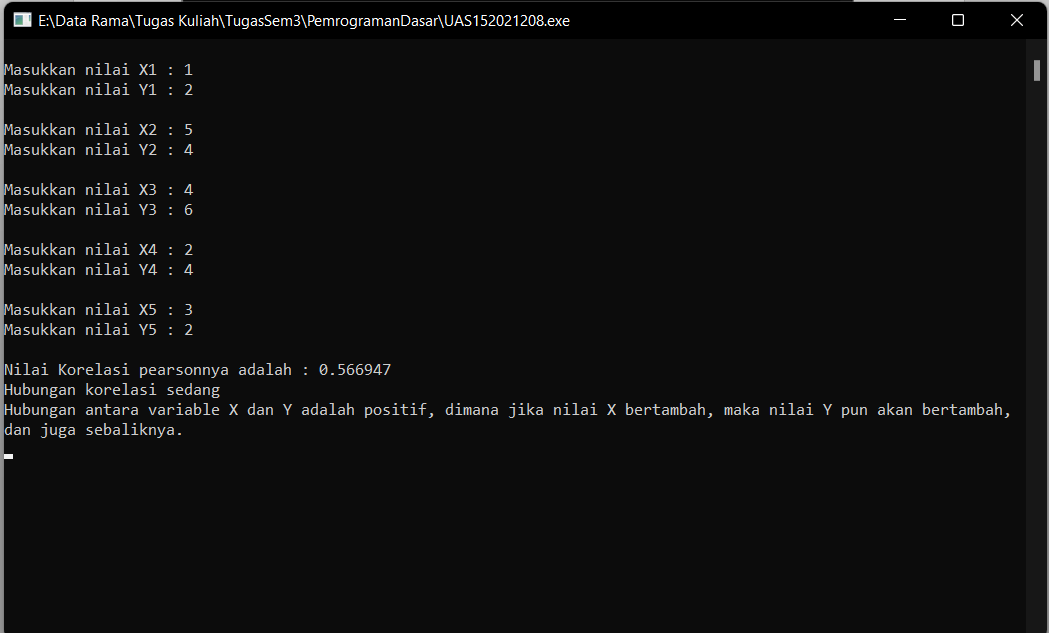 E:\Data Rama\Tugas Kuliah\TugasSem3\PemrogramanDasar\UAS152021208.exe
Masukkan nilai X1 : 1
Masukkan nilai Y1 : 2
Masukkan nilai X2 : 5
Masukkan nilai Y2 : 4
Masukkan nilai X3 : 4
Masukkan nilai Y3 : 6
Masukkan nilai X4 : 2
Masukkan nilai Y4 : 4
Masukkan nilai X5 : 3
Masukkan nilai Y5 : 2
Nilai Korelasi pearsonnya adalah : 0.566947
Hubungan korelasi sedang
Hubungan antara variable X dan Y adalah positif, dimana jika nilai X bertambah, maka nilai Y pun akan bertambah,
dan juga sebaliknya.